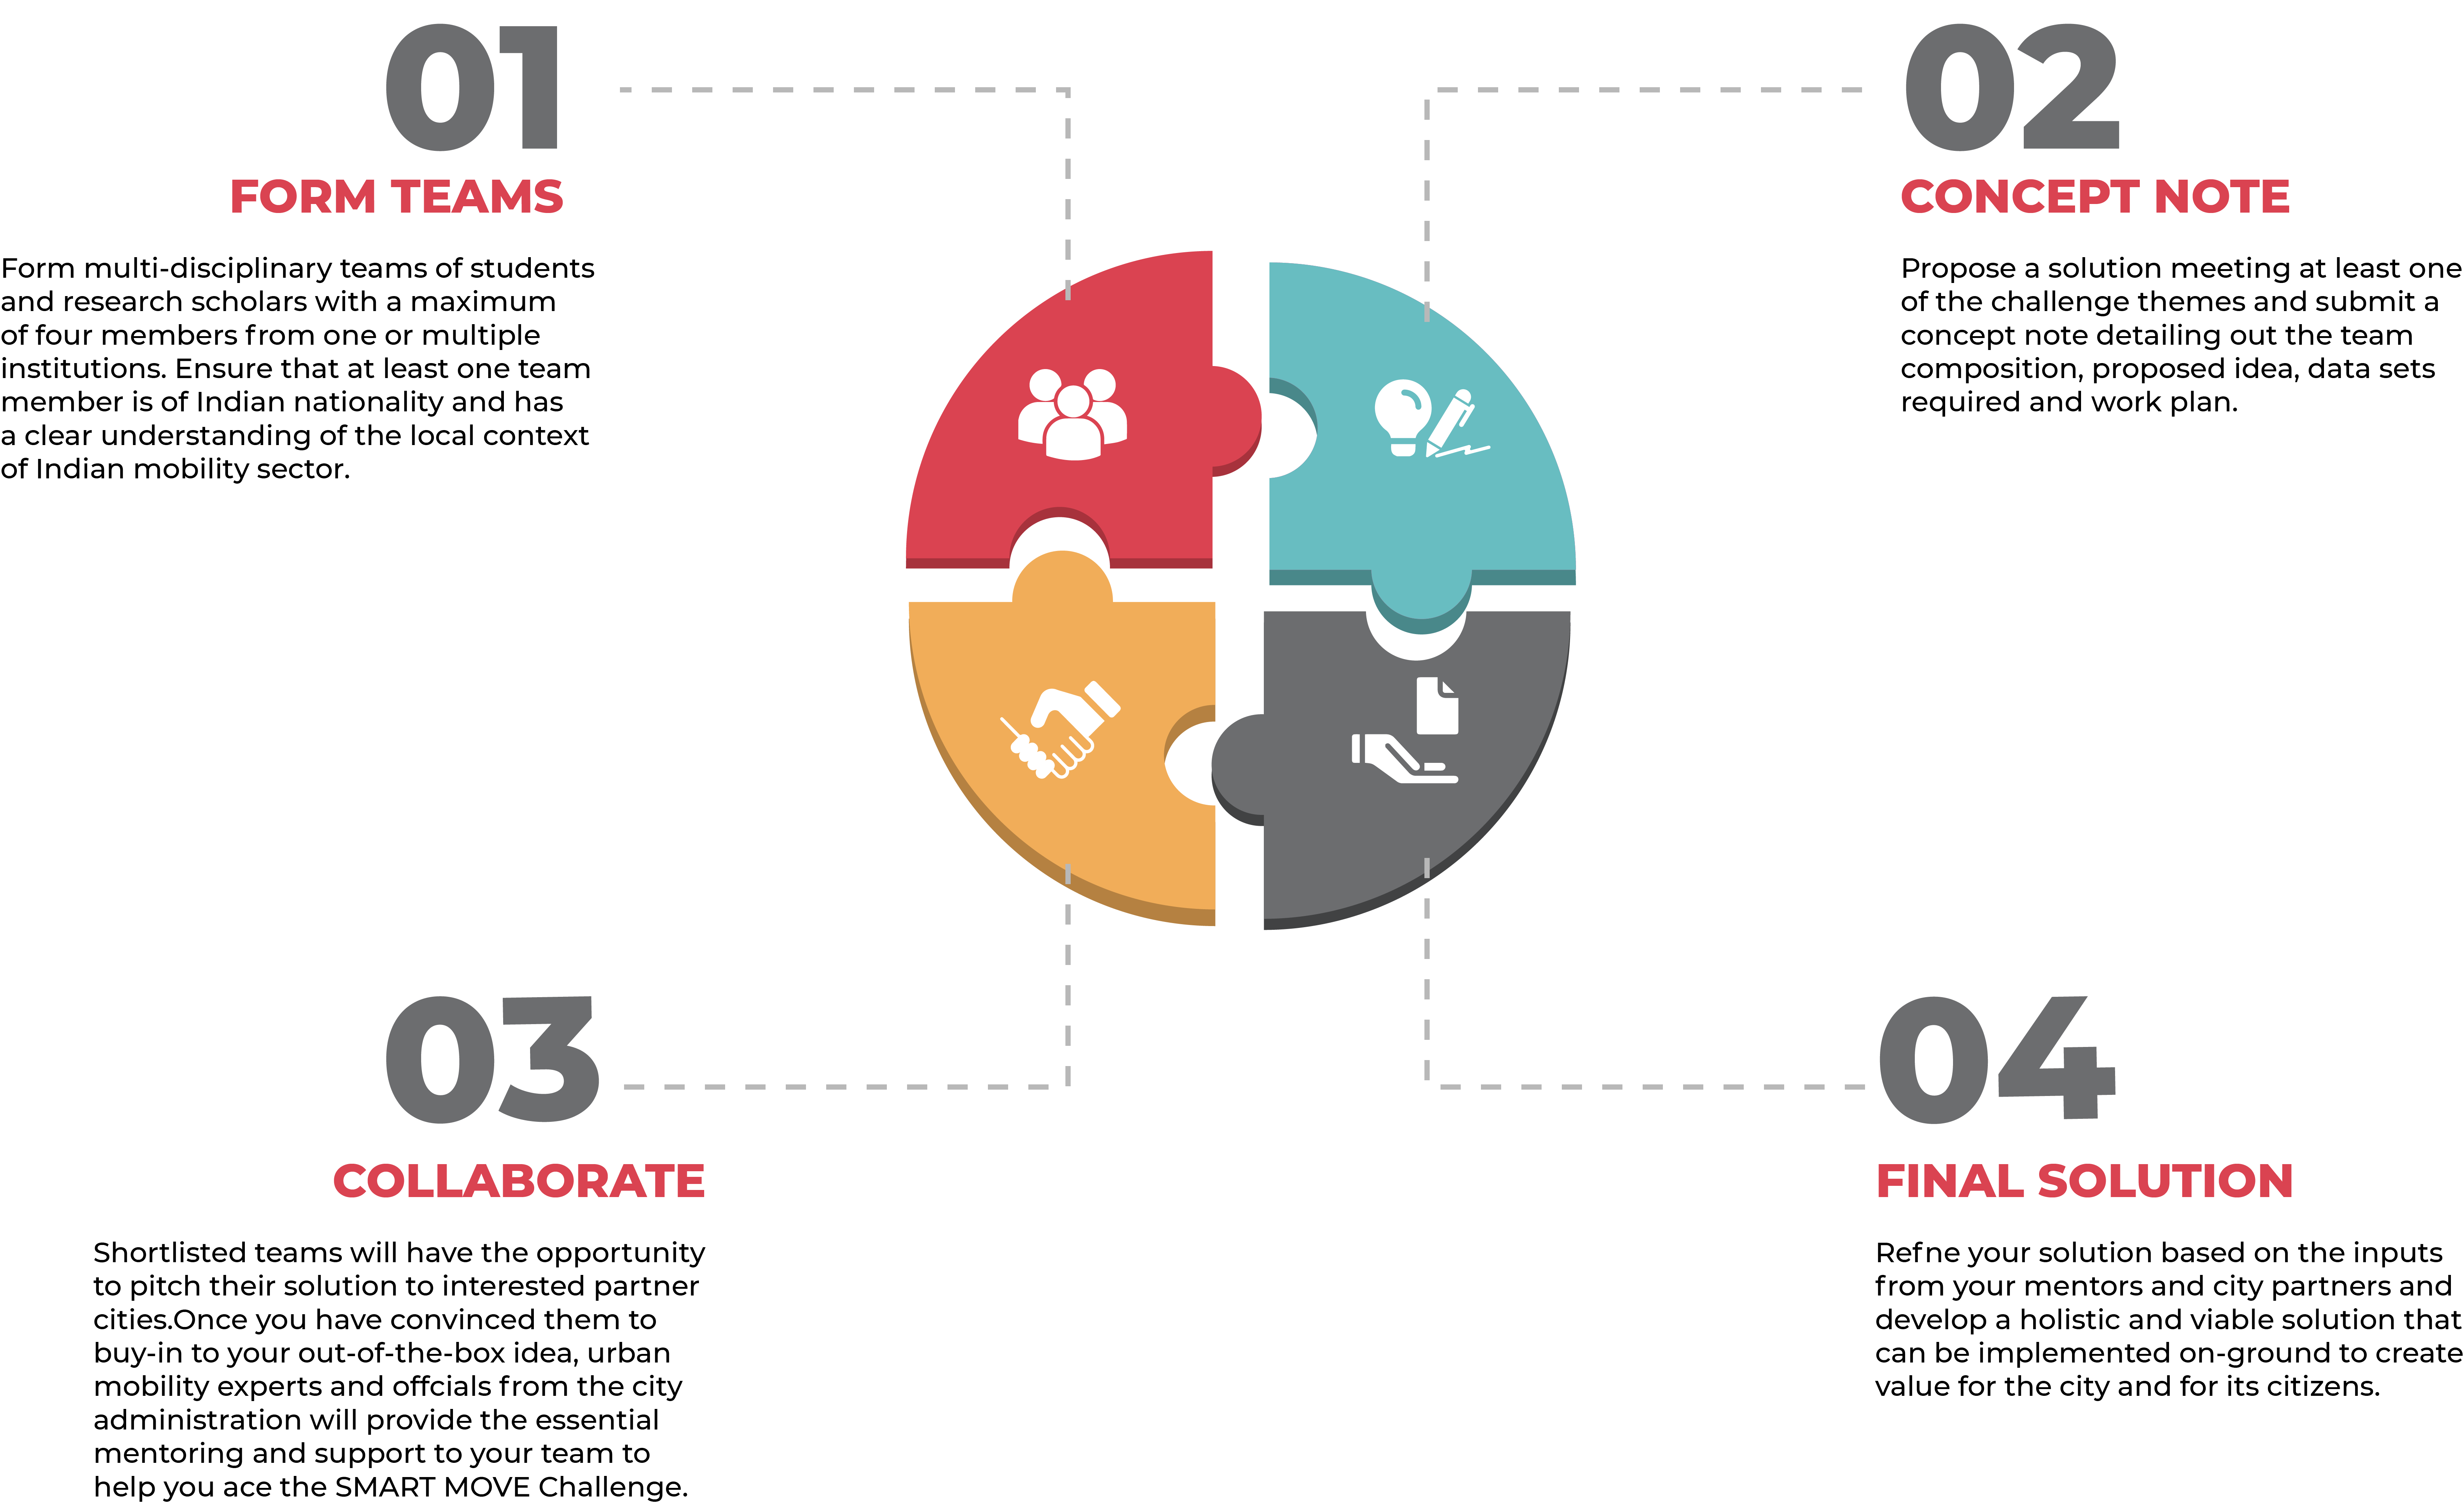 01
FORM TEAMS
Form multi-disciplinary teams of students
and research scholars with a maximum
of four members from one or multiple
institutions. Ensure that at least one team
member is of Indian nationality and has
a clear understanding of the local context
of Indian mobility sector.
02
CONCEPT NOTE
Propose a solution meeting at least one
of the challenge themes and submit a
concept note detailing out the team
composition, proposed idea, data sets
required and work plan.
03
COLLABORATE
Shortlisted teams will have the opportunity
to pitch their solution to interested partner
cities.Once you have convinced them to
buy-in to your out-of-the-box idea, urban
mobility experts and offcials from the city
administration will provide the essential
mentoring and support to your team to
help you ace the SMART MOVE Challenge.
04
FINAL SOLUTION
Refne your solution based on the inputs
from your mentors and city partners and
develop a holistic and viable solution that
can be implemented on-ground to create
value for the city and for its citizens.